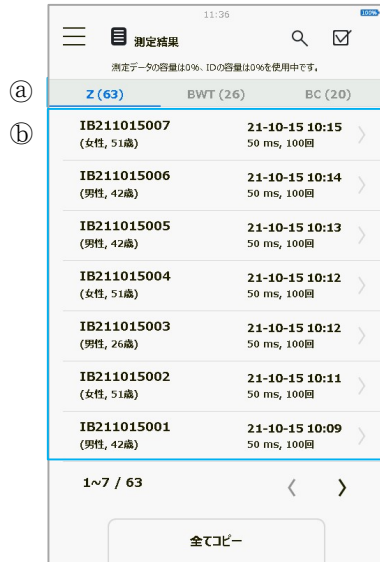 11:36
100%
測定結果
測定データの容量は0%、IDの容量は0%を使用中です。
ⓐ Z (63) BWT (26) BC (20)
ⓑ IB211015007 21-10-15 10:15
(女性, 51歳) 50 ms, 100回
IB211015006 21-10-15 10:14
(男性, 42歳) 50 ms, 100回
IB211015005 21-10-15 10:13
(男性, 42歳) 50 ms, 100回
IB211015004 21-10-15 10:12
(女性, 51歳) 50 ms, 100回
IB211015003 21-10-15 10:12
(男性, 26歳) 50 ms, 100回
IB211015002 21-10-15 10:11
(女性, 51歳) 50 ms, 100回
IB211015001 21-10-15 10:09
(男性, 42歳) 50 ms, 100回
1~7 / 63
全てコピー